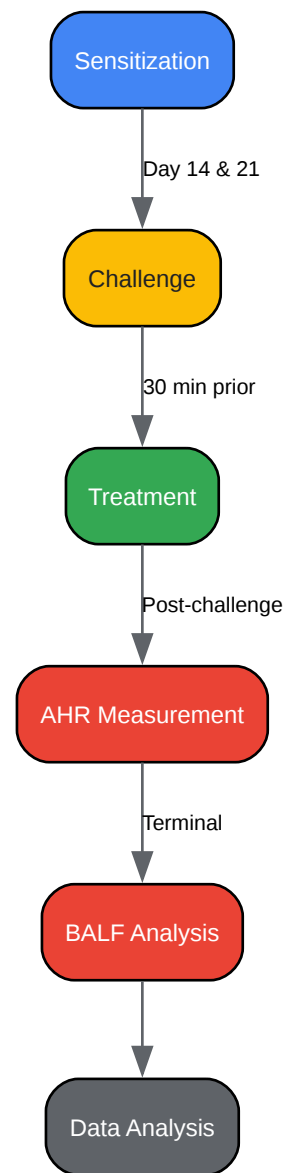 Sensitization
Day 14 & 21
Challenge
30 min prior
Treatment
Post-challenge
AHR Measurement
Terminal
BALF Analysis
Data Analysis